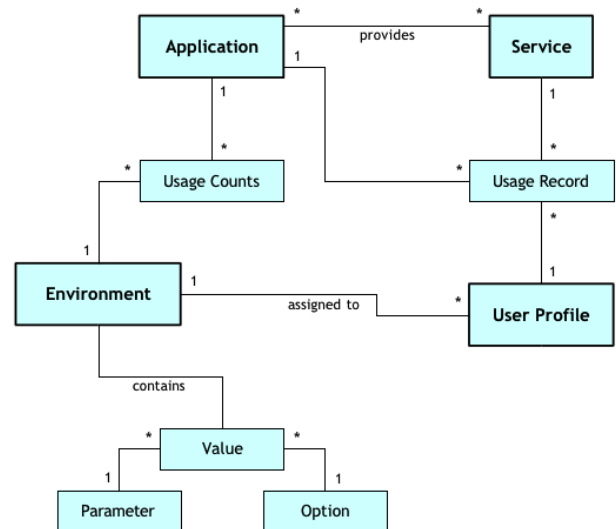 * *
Application provides Service
1 1 1
* *
* Usage Counts * Usage Record
*
1 1
Environment 1
assigned to * User Profile
contains
* Value *
1 1
Parameter Option